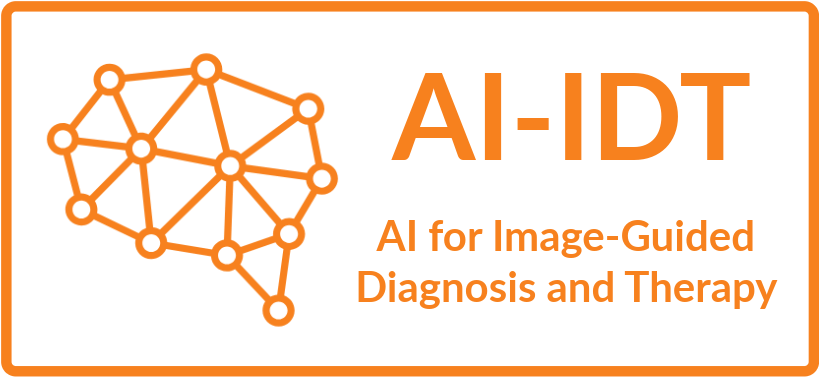 AI-IDT
AI for Image-Guided
Diagnosis and Therapy